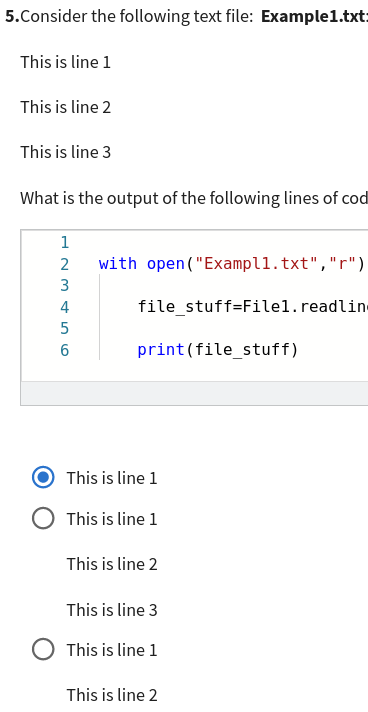 5.Consider the following text file: Example1.txt:
This is line 1
This is line 2
This is line 3
What is the output of the following lines of cod
1
2 with open("Exampl1.txt","r")
3
4 file_stuff=File1.readline
5
6 print(file_stuff)
This is line 1
This is line 1
This is line 2
This is line 3
This is line 1
This is line 2